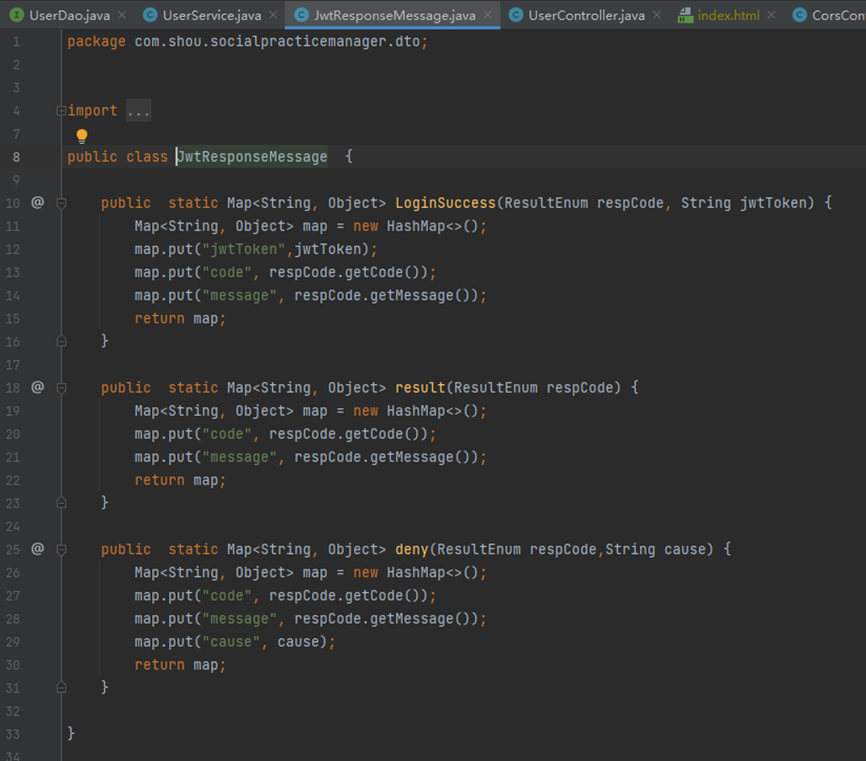 UserDao.java UserService.java JwtResponseMessage.java UserController.java index.html CorsCon
1 package com.shou.socialpracticemanager.dto;
2
3
4 import ...
7
8 public class JwtResponseMessage  {
9
10 @ public  static Map<String, Object> LoginSuccess(ResultEnum respCode, String jwtToken) {
11 Map<String, Object> map = new HashMap<>();
12 map.put("jwtToken",jwtToken);
13 map.put("code", respCode.getCode());
14 map.put("message", respCode.getMessage());
15 return map;
16 }
17
18 @ public  static Map<String, Object> result(ResultEnum respCode) {
19 Map<String, Object> map = new HashMap<>();
20 map.put("code", respCode.getCode());
21 map.put("message", respCode.getMessage());
22 return map;
23 }
24
25 @ public  static Map<String, Object> deny(ResultEnum respCode,String cause) {
26 Map<String, Object> map = new HashMap<>();
27 map.put("code", respCode.getCode());
28 map.put("message", respCode.getMessage());
29 map.put("cause", cause);
30 return map;
31 }
32
33 }
34